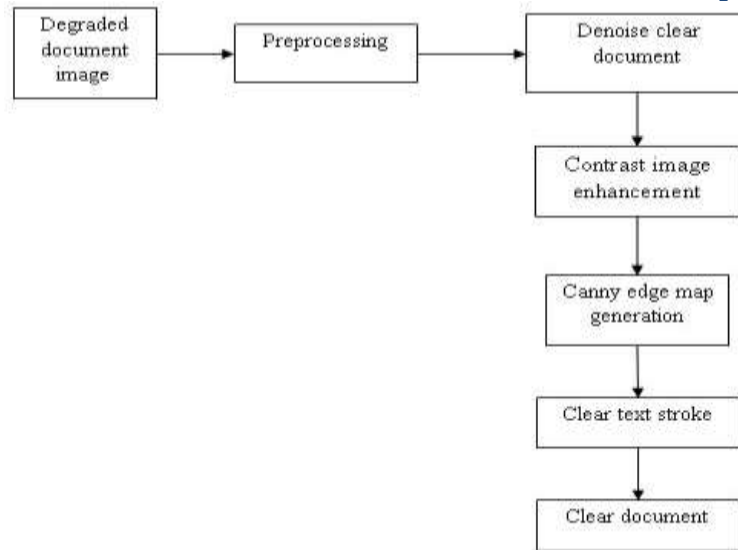 Degraded
document
image
Preprocessing
Denoise clear
document
Contrast image
enhancement
Canny edge map
generation
Clear text stroke
Clear document